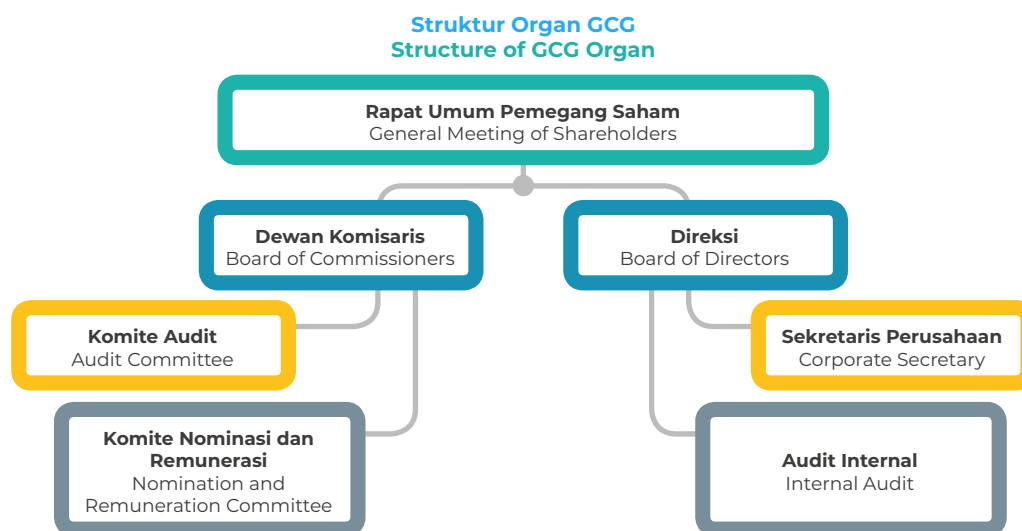 Struktur Organ GCG
Structure of GCG Organ
Rapat Umum Pemegang Saham
General Meeting of Shareholders
Dewan Komisaris
Board of Commissioners
Direksi
Board of Directors
Komite Audit
Audit Committee
Sekretaris Perusahaan
Corporate Secretary
Komite Nominasi dan
Remunerasi
Nomination and
Remuneration Committee
Audit Internal
Internal Audit